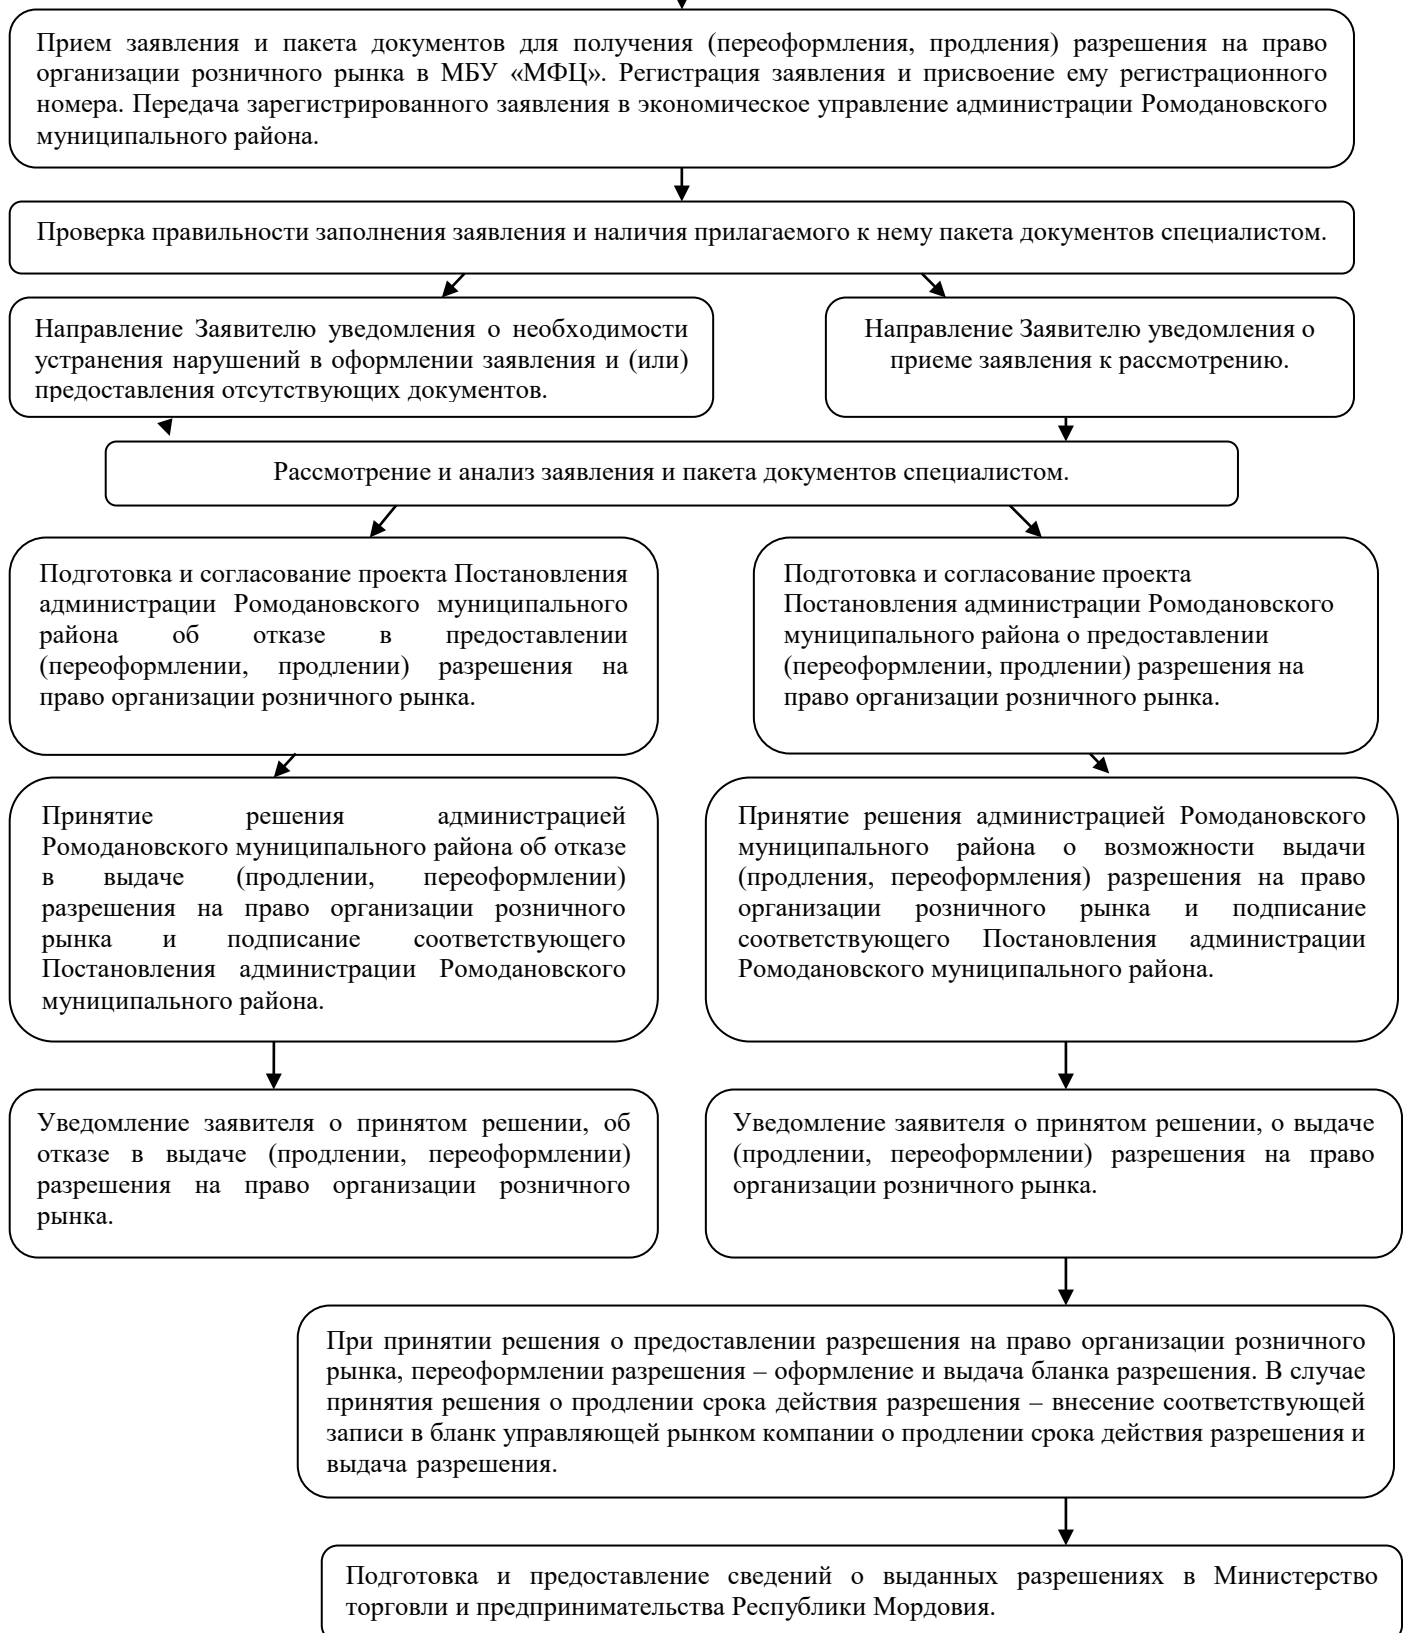 Прием заявления и пакета документов для получения (переоформления, продления) разрешения на право
организации розничного рынка в МБУ «МФЦ». Регистрация заявления и присвоение ему регистрационного
номера. Передача зарегистрированного заявления в экономическое управление администрации Ромодановского
муниципального района.
Проверка правильности заполнения заявления и наличия прилагаемого к нему пакета документов специалистом.
Направление Заявителю уведомления о необходимости
устранения нарушений в оформлении заявления и (или)
предоставления отсутствующих документов.
Направление Заявителю уведомления о
приеме заявления к рассмотрению.
Рассмотрение и анализ заявления и пакета документов специалистом.
Подготовка и согласование проекта Постановления
администрации Ромодановского муниципального
района об отказе в предоставлении
(переоформлении, продлении) разрешения на
право организации розничного рынка.
Подготовка и согласование проекта
Постановления администрации Ромодановского
муниципального района о предоставлении
(переоформлении, продлении) разрешения на
право организации розничного рынка.
Принятие решения администрацией
Ромодановского муниципального района об отказе
в выдаче (продлении, переоформлении)
разрешения на право организации розничного
рынка и подписание соответствующего
Постановления администрации Ромодановского
муниципального района.
Принятие решения администрацией Ромодановского
муниципального района о возможности выдачи
(продления, переоформления) разрешения на право
организации розничного рынка и подписание
соответствующего Постановления администрации
Ромодановского муниципального района.
Уведомление заявителя о принятом решении, об
отказе в выдаче (продлении, переоформлении)
разрешения на право организации розничного
рынка.
Уведомление заявителя о принятом решении, о выдаче
(продлении, переоформлении) разрешения на право
организации розничного рынка.
При принятии решения о предоставлении разрешения на право организации розничного
рынка, переоформлении разрешения – оформление и выдача бланка разрешения. В случае
принятия решения о продлении срока действия разрешения – внесение соответствующей
записи в бланк управляющей рынком компании о продлении срока действия разрешения и
выдача разрешения.
Подготовка и предоставление сведений о выданных разрешениях в Министерство
торговли и предпринимательства Республики Мордовия.